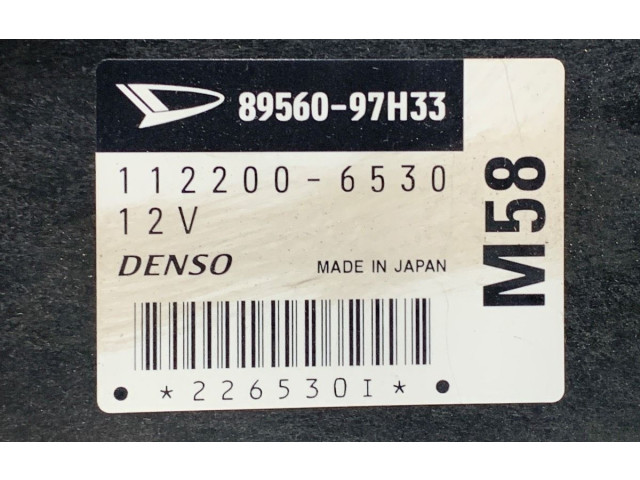 89560-97H33
112200-6530
12V
DENSO MADE IN JAPAN
*226530I*
M58